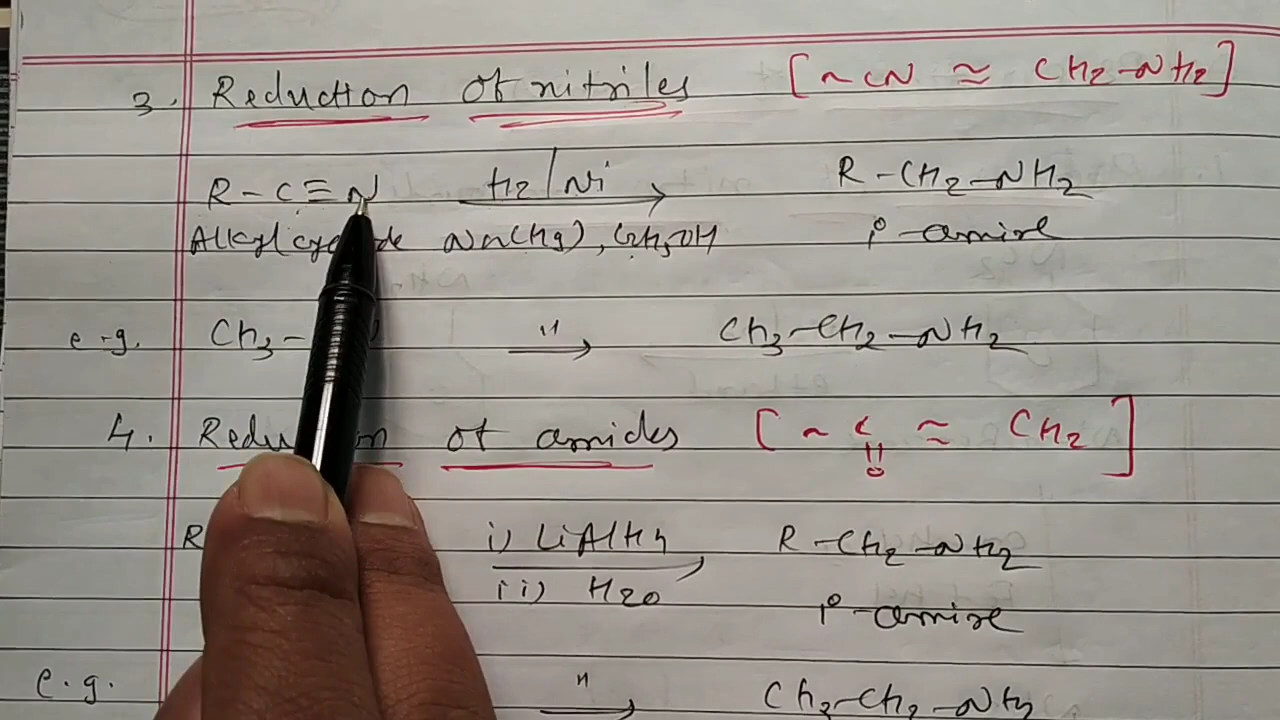 3. Reduction of nitriles [~ CN ≈ CH2-NH2]
R-C≡N H2/Ni → R-CH2-NH2
Alkyl Na(Hg), C2H5OH 1°-amine
e.g. CH3- " → CH3-CH2-NH2
4. of amides [~ C ≈ CH2]
|| O
R i) LiAlH4 → R-CH2-NH2
ii) H2O 1°-amine
e.g. " → CH3-CH2-NH2